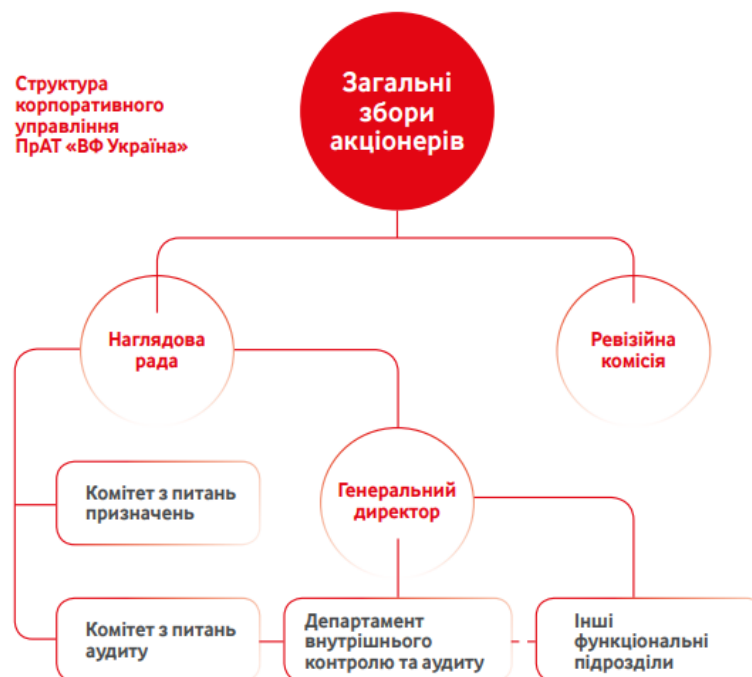 Структура
корпоративного
управління
ПрАТ «ВФ Україна»
Загальні
збори
акціонерів
Наглядова
рада
Ревізійна
комісія
Генеральний
директор
Комітет з питань
призначень
Комітет з питань
аудиту
Департамент
внутрішнього
контролю та аудиту
Інші
функціональні
підрозділи